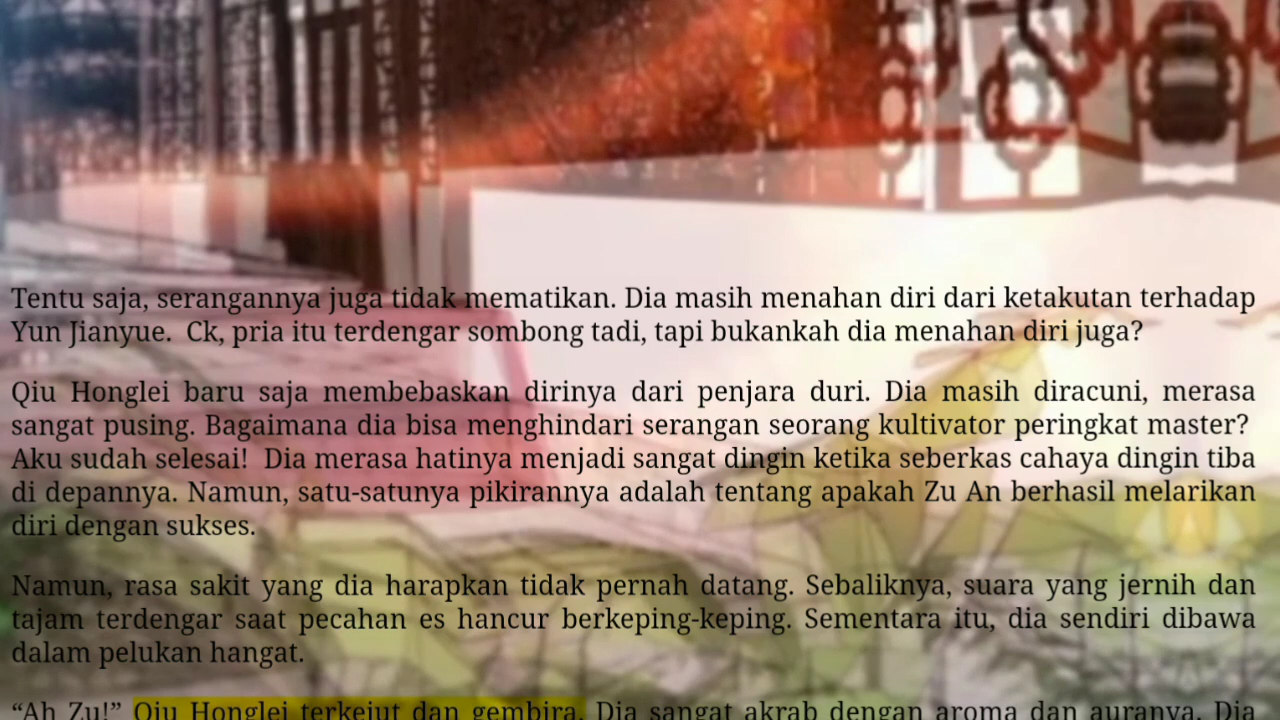 Tentu saja, serangannya juga tidak mematikan. Dia masih menahan diri dari ketakutan terhadap
Yun Jianyue.  Ck, pria itu terdengar sombong tadi, tapi bukankah dia menahan diri juga?
Qiu Honglei baru saja membebaskan dirinya dari penjara duri. Dia masih diracuni, merasa
sangat pusing. Bagaimana dia bisa menghindari serangan seorang kultivator peringkat master?
Aku sudah selesai!  Dia merasa hatinya menjadi sangat dingin ketika seberkas cahaya dingin tiba
di depannya. Namun, satu-satunya pikirannya adalah tentang apakah Zu An berhasil melarikan
diri dengan sukses.
Namun, rasa sakit yang dia harapkan tidak pernah datang. Sebaliknya, suara yang jernih dan
tajam terdengar saat pecahan es hancur berkeping-keping. Sementara itu, dia sendiri dibawa
dalam pelukan hangat.
“Ah Zu!” Qiu Honglei terkejut dan gembira. Dia sangat akrab dengan aroma dan auranya. Dia